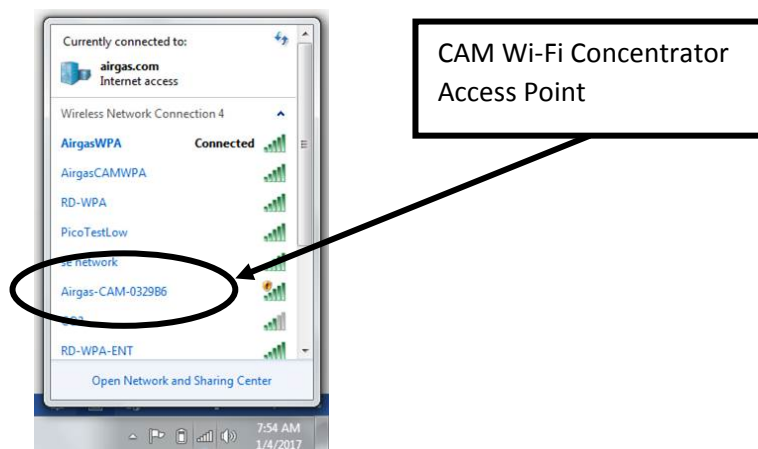 Currently connected to:
airgas.com
Internet access
Wireless Network Connection 4
AirgasWPA Connected
AirgasCAMWPA
RD-WPA
PicoTestLow
se network
Airgas-CAM-0329B6
RD-WPA-ENT
Open Network and Sharing Center
7:54 AM
1/4/2017
CAM Wi-Fi Concentrator
Access Point